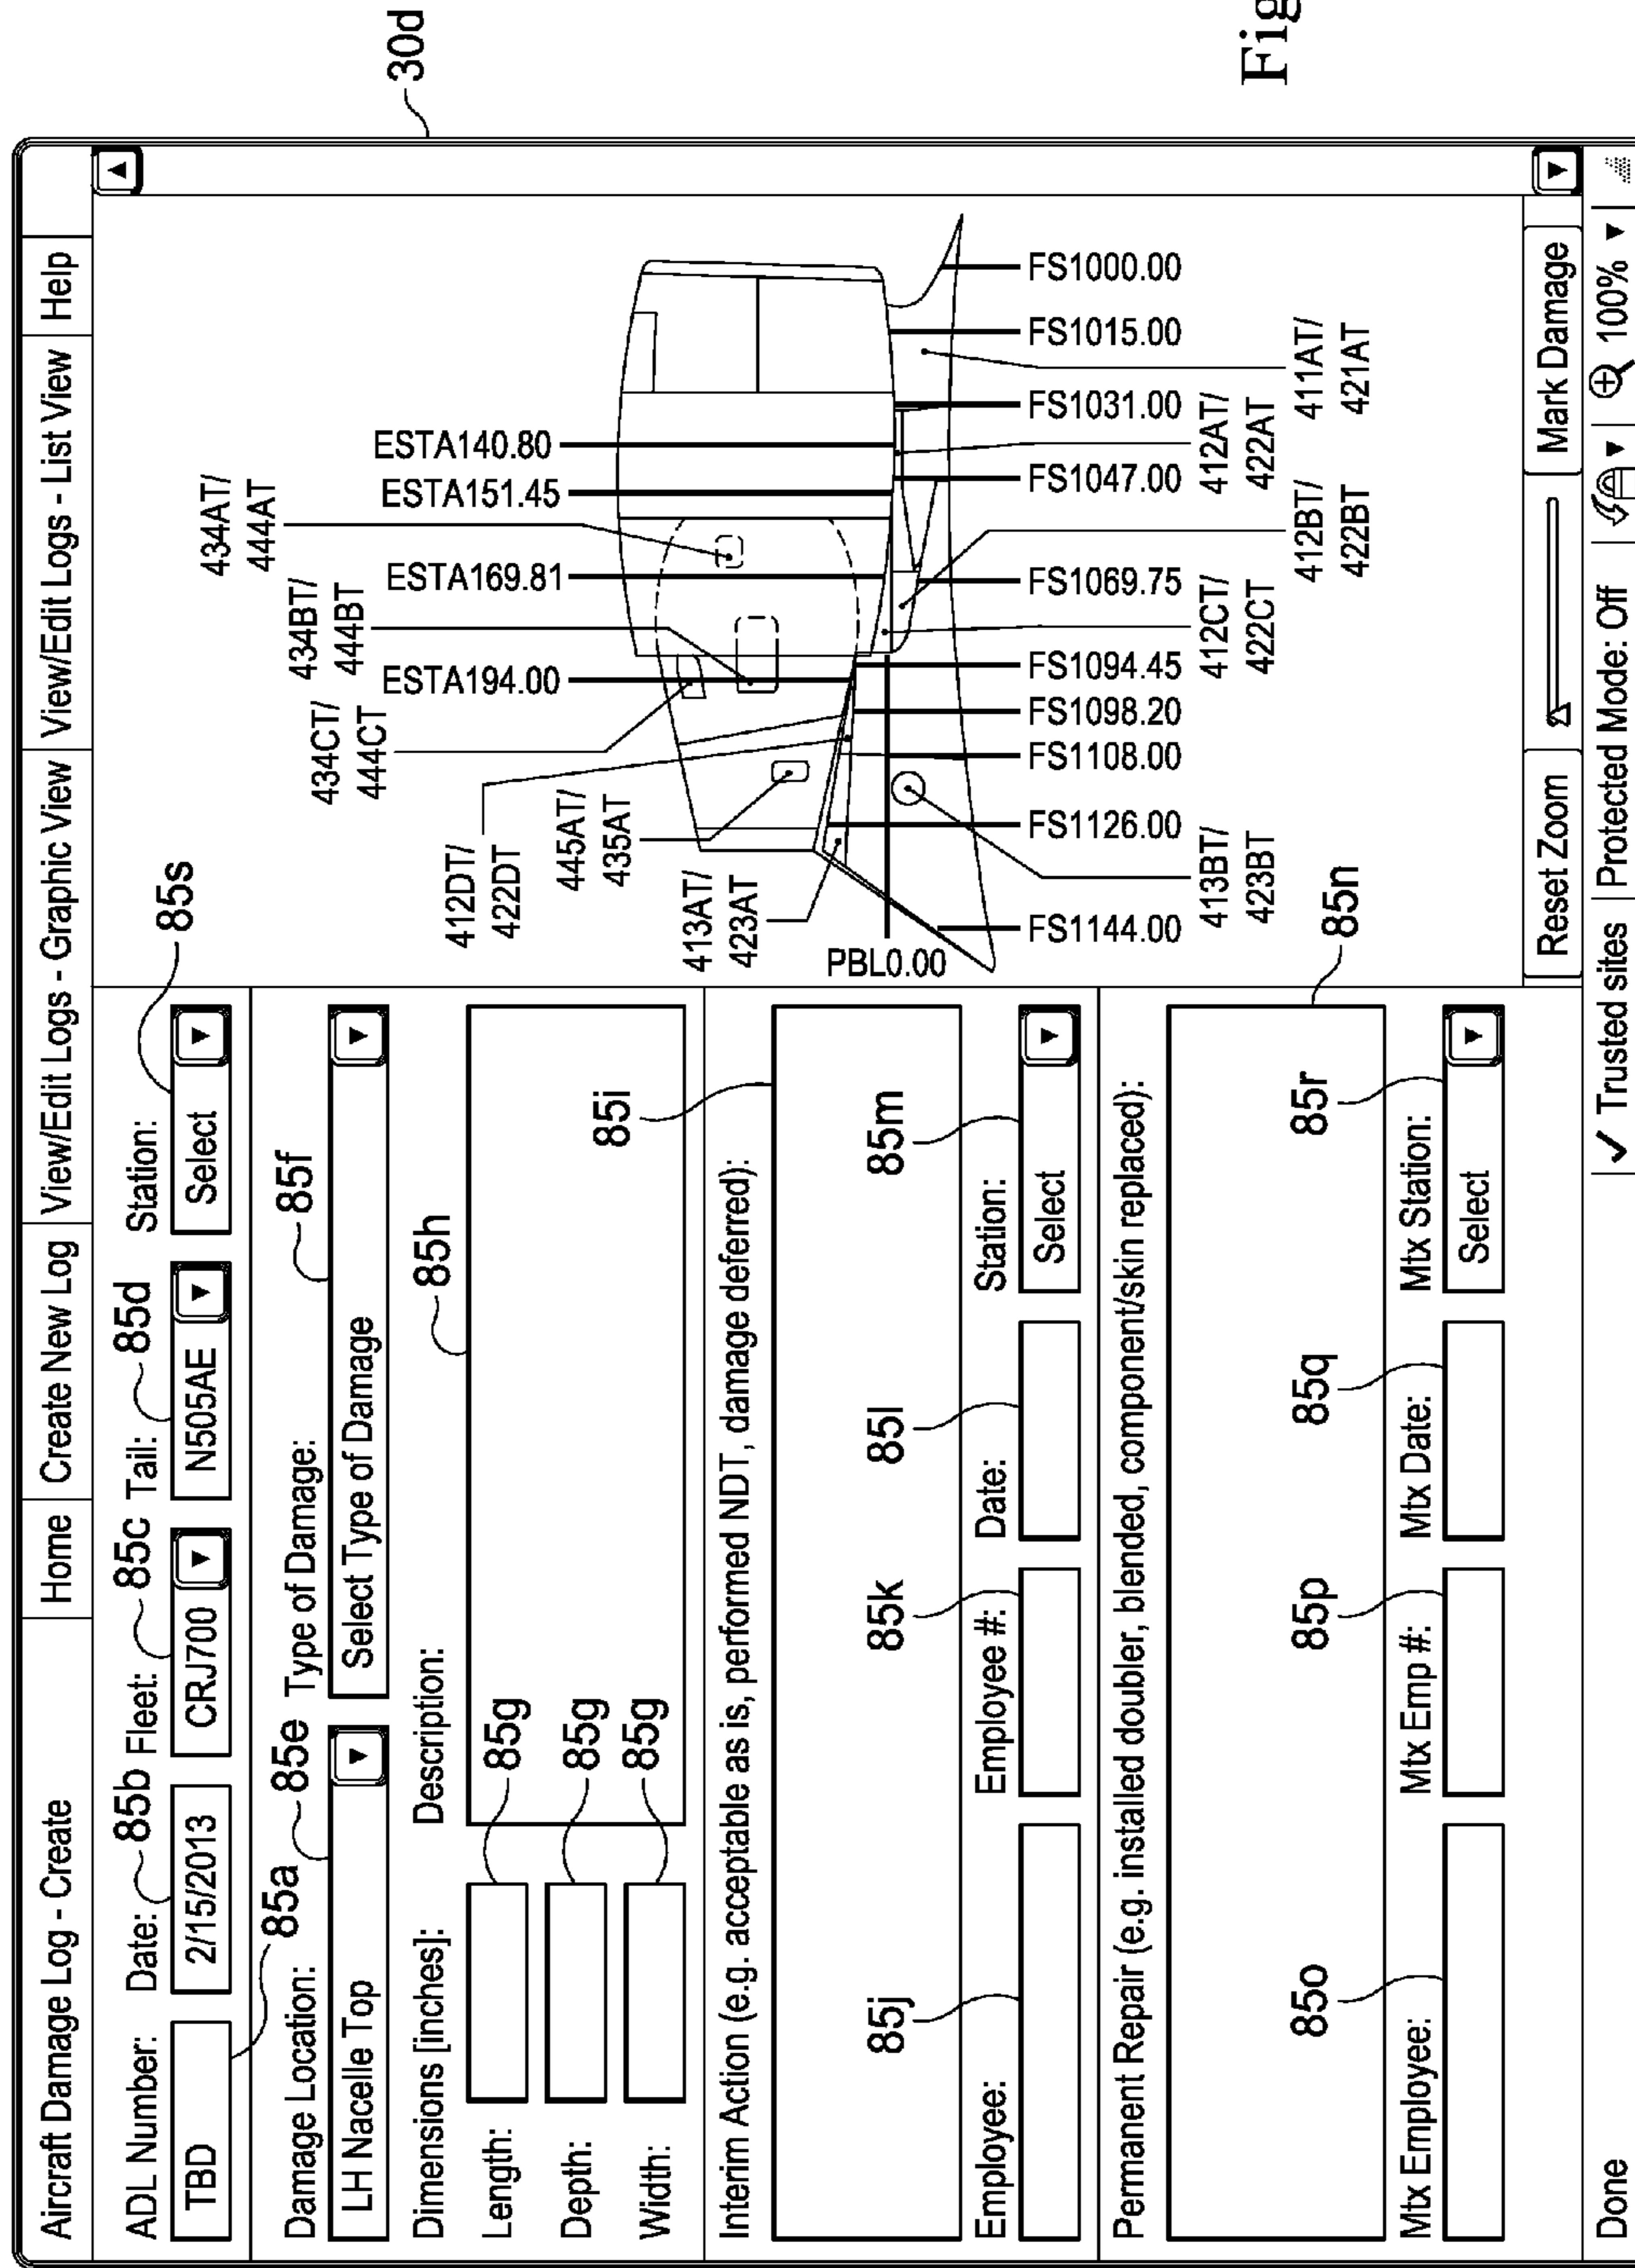 Aircraft Damage Log - Create
Home
Create New Log
View/Edit Logs - Graphic View
View/Edit Logs - List View
Help
ADL Number:
Date:
85b
Fleet:
85c
Tail:
85d
Station:
85s
TBD
2/15/2013
CRJ700
N505AE
Select
85a
Damage Location:
85e
Type of Damage:
85f
LH Nacelle Top
Select Type of Damage
Dimensions [inches]:
Description:
85h
Length:
85g
Depth:
85g
Width:
85g
85i
Interim Action (e.g. acceptable as is, performed NDT, damage deferred):
85j
85k
85l
85m
Employee:
Employee #:
Date:
Station:
Select
Permanent Repair (e.g. installed doubler, blended, component/skin replaced):
85n
85o
85p
85q
85r
Mtx Employee:
Mtx Emp #:
Mtx Date:
Mtx Station:
Select
434AT/
444AT
434BT/
444BT
434CT/
444CT
ESTA140.80
ESTA151.45
ESTA169.81
ESTA194.00
412DT/
422DT
445AT/
435AT
413AT/
423AT
PBL0.00
FS1144.00
FS1126.00
FS1108.00
FS1098.20
FS1094.45
FS1069.75
FS1047.00
FS1031.00
FS1015.00
FS1000.00
413BT/
423BT
412CT/
422CT
412BT/
422BT
412AT/
422AT
411AT/
421AT
Reset Zoom
Mark Damage
Done
Trusted sites
Protected Mode: Off
100%
30d
Fig